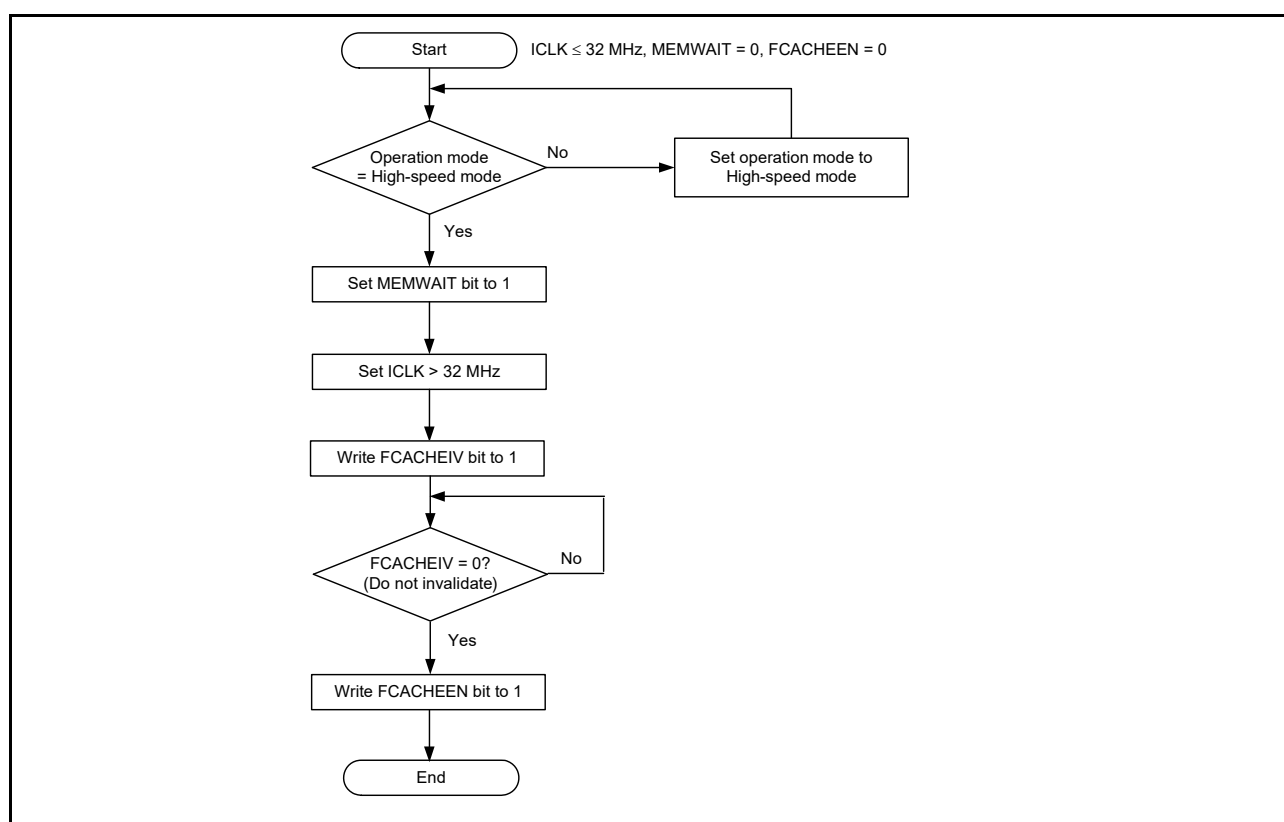 Start
ICLK ≤ 32 MHz, MEMWAIT = 0, FCACHEEN = 0
Operation mode
= High-speed mode
No
Set operation mode to
High-speed mode
Yes
Set MEMWAIT bit to 1
Set ICLK > 32 MHz
Write FCACHEIV bit to 1
FCACHEIV = 0?
(Do not invalidate)
No
Yes
Write FCACHEEN bit to 1
End